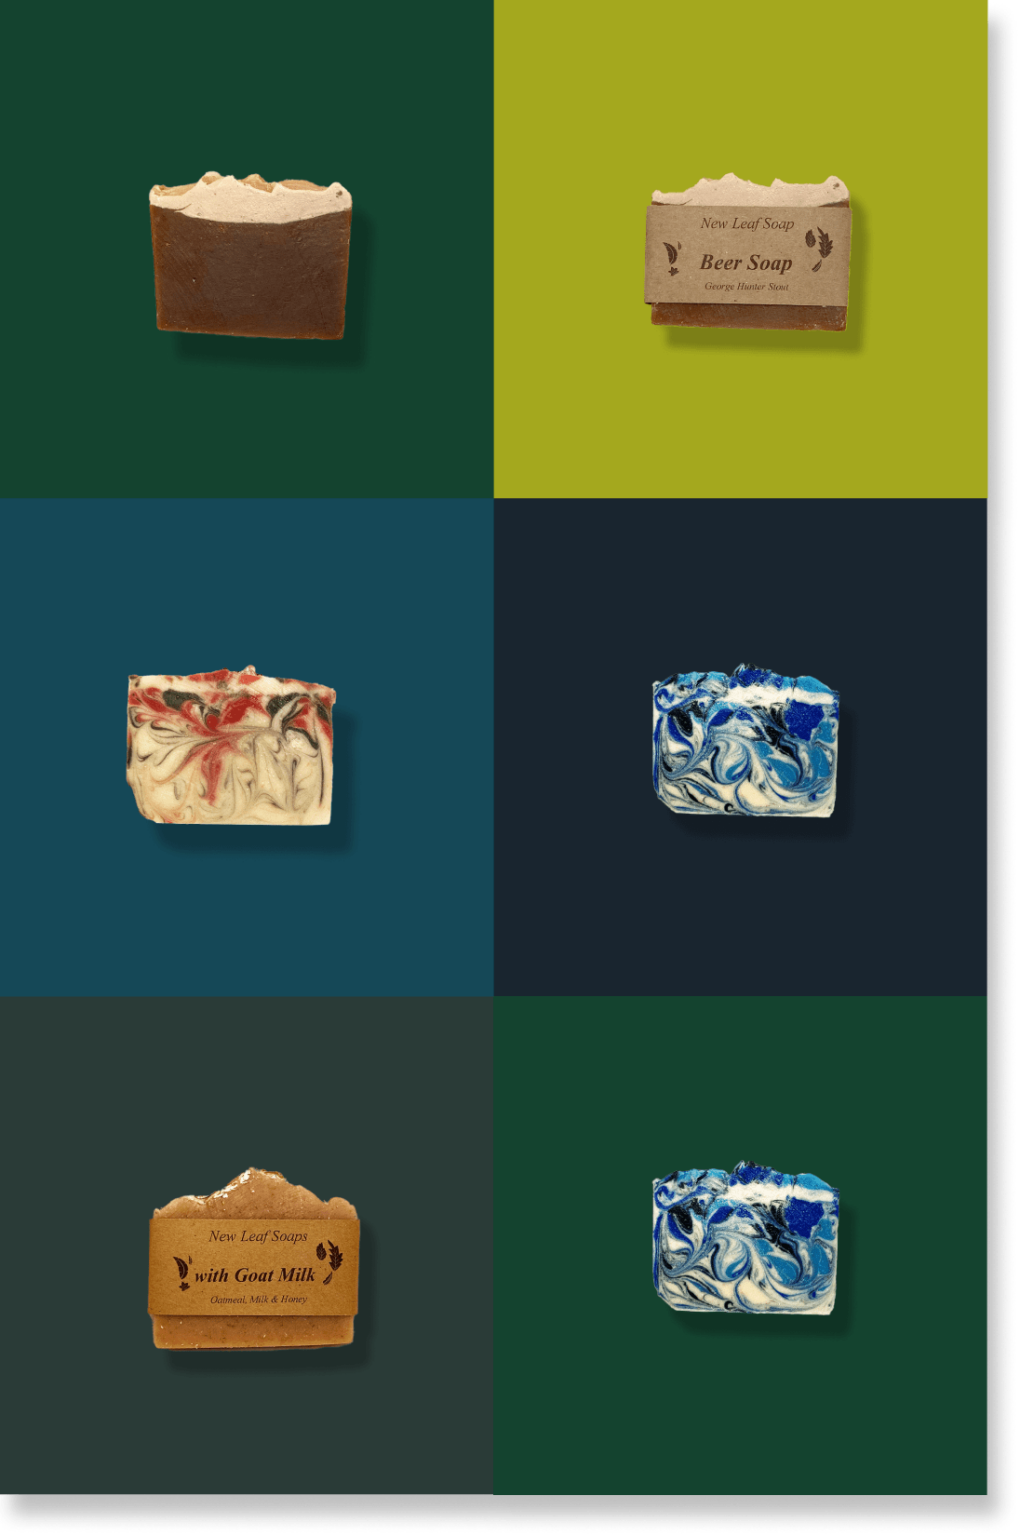 New Leaf Soap
Beer Soap
George Hunter Stout
New Leaf Soaps
with Goat Milk
Oatmeal, Milk & Honey